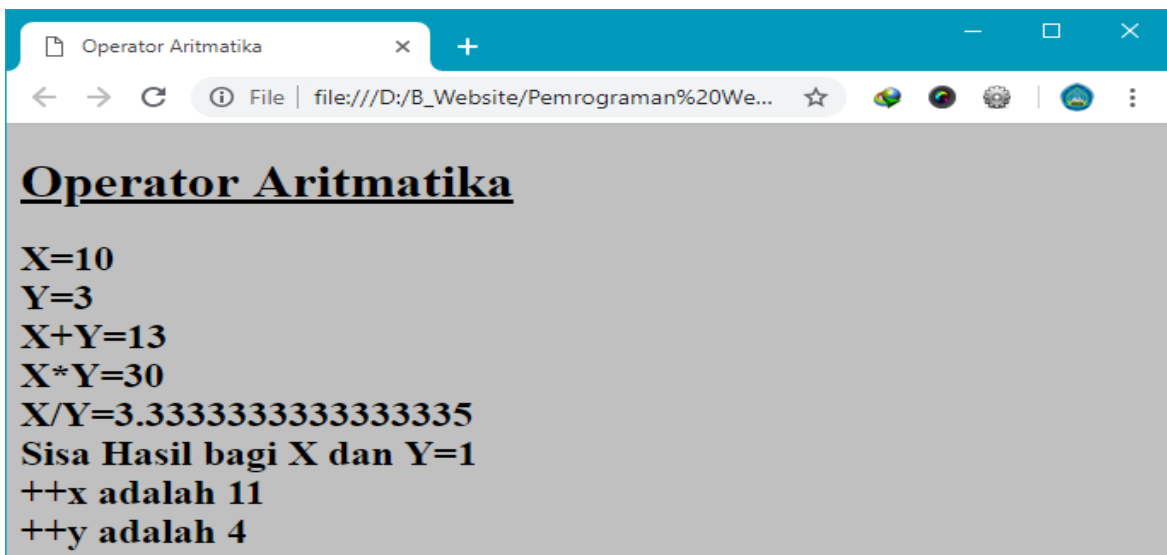 Operator Aritmatika
File | file:///D:/B_Website/Pemrograman%20We...
Operator Aritmatika
X=10
Y=3
X+Y=13
X*Y=30
X/Y=3.3333333333333335
Sisa Hasil bagi X dan Y=1
++x adalah 11
++y adalah 4